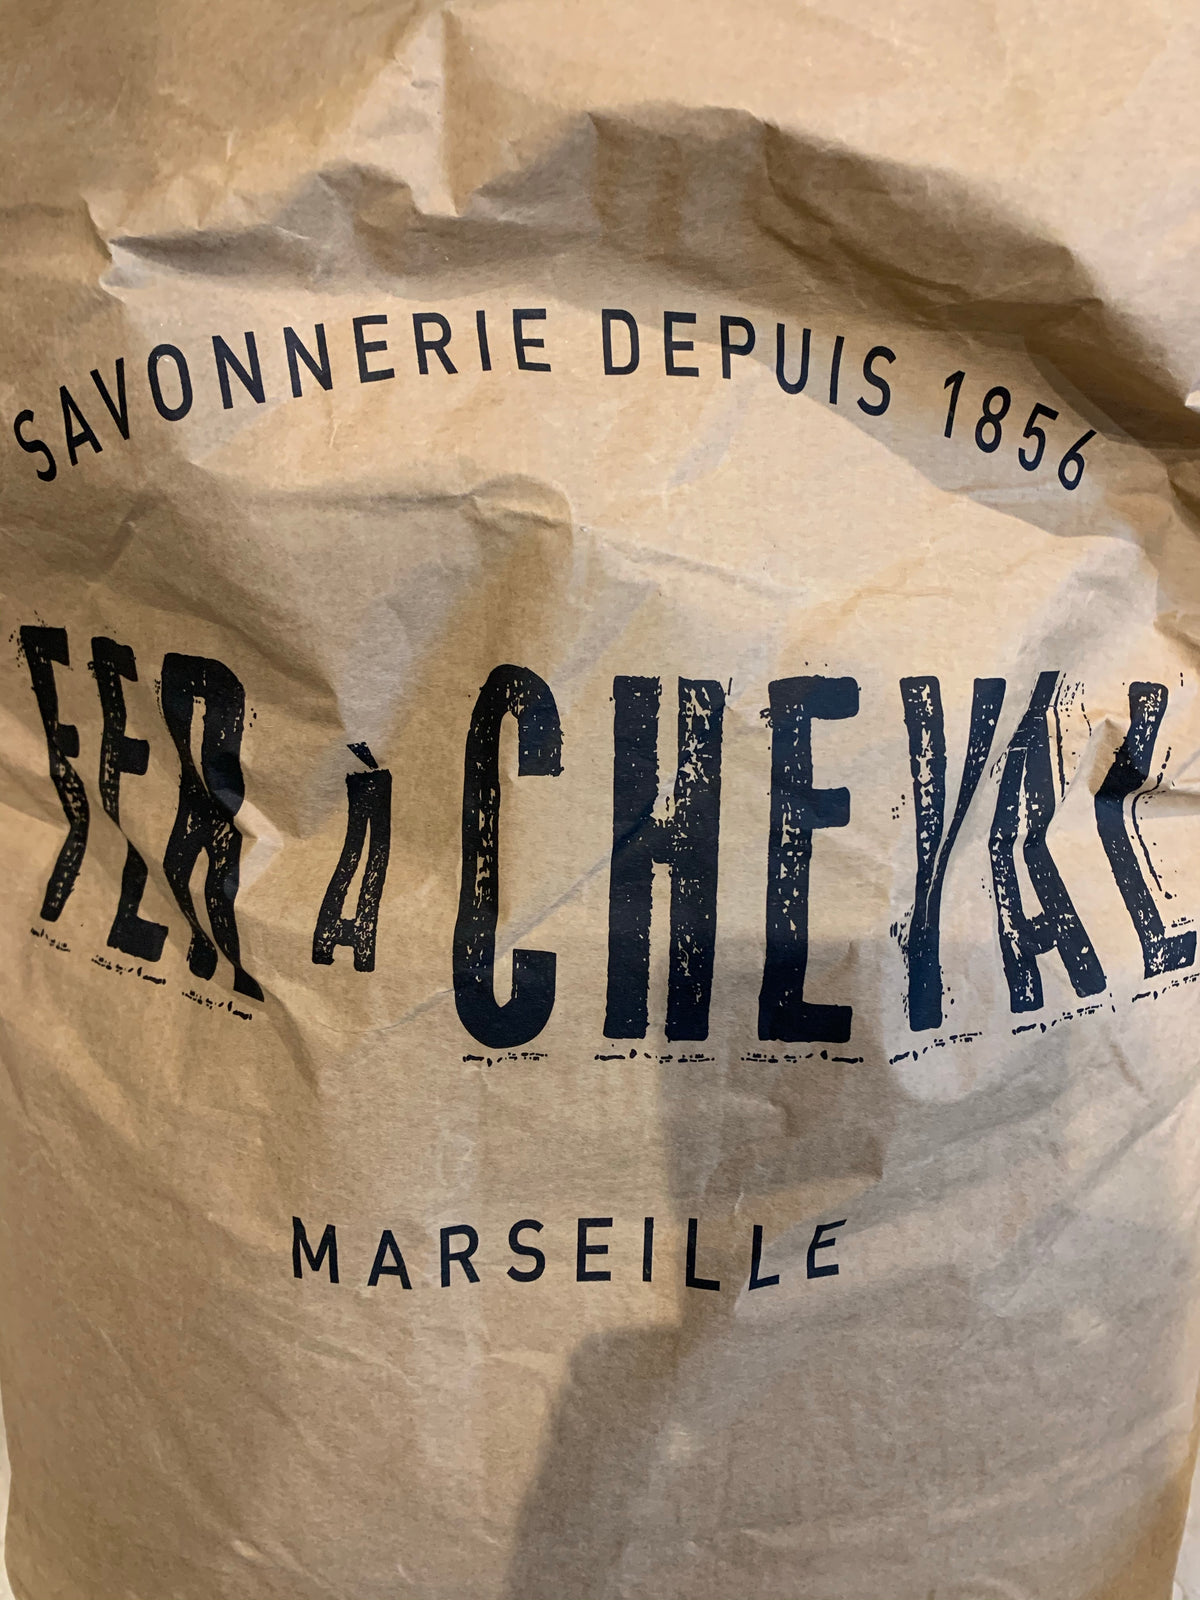 SAVONNERIE DEPUIS 1856
FER À CHEVAL
MARSEILLE